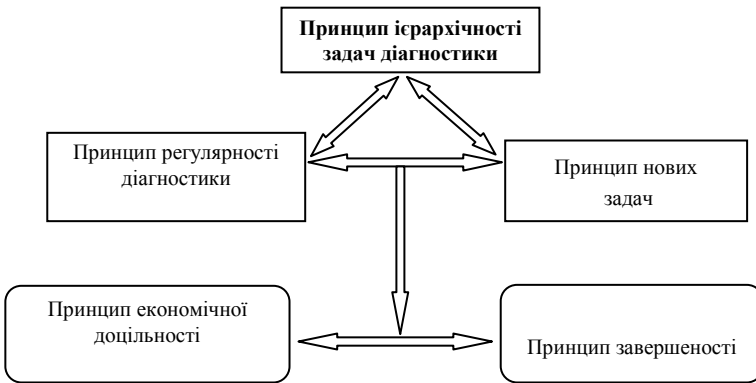 Принцип ієрархічності
задач діагностики
Принцип регулярності
діагностики
Принцип нових
задач
Принцип економічної
доцільності
Принцип завершеності